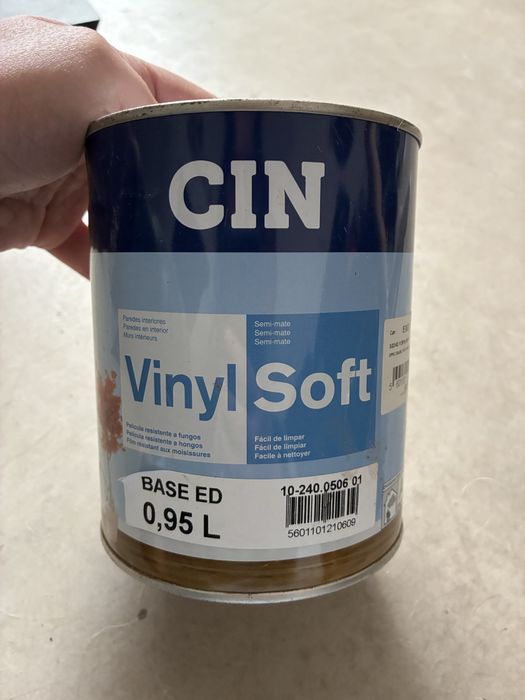 CIN
Paredes interiores
Paredes en interior
Murs intérieurs
Semi-mate
Semi-mate
Semi-mate
Vinyl Soft
Película resistente a fungos
Película resistente a hongos
Film résistant aux moisissures
Fácil de limpar
Fácil de limpiar
Facile à nettoyer
BASE ED
0,95 L
10-240.0506 01
5601101210609